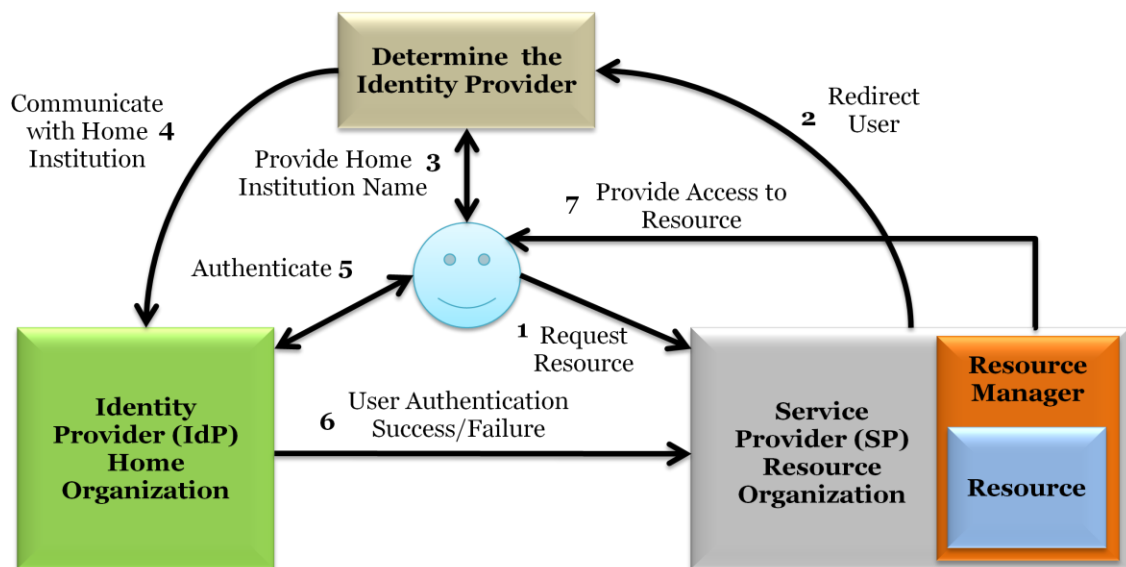 Determine the
Identity Provider
Communicate
with Home 4
Institution
2 Redirect
User
Provide Home 3
Institution Name
7 Provide Access to
Resource
Authenticate 5
1 Request
Resource
Identity
Provider (IdP)
Home
Organization
6 User Authentication
Success/Failure
Service
Provider (SP)
Resource
Organization
Resource
Manager
Resource